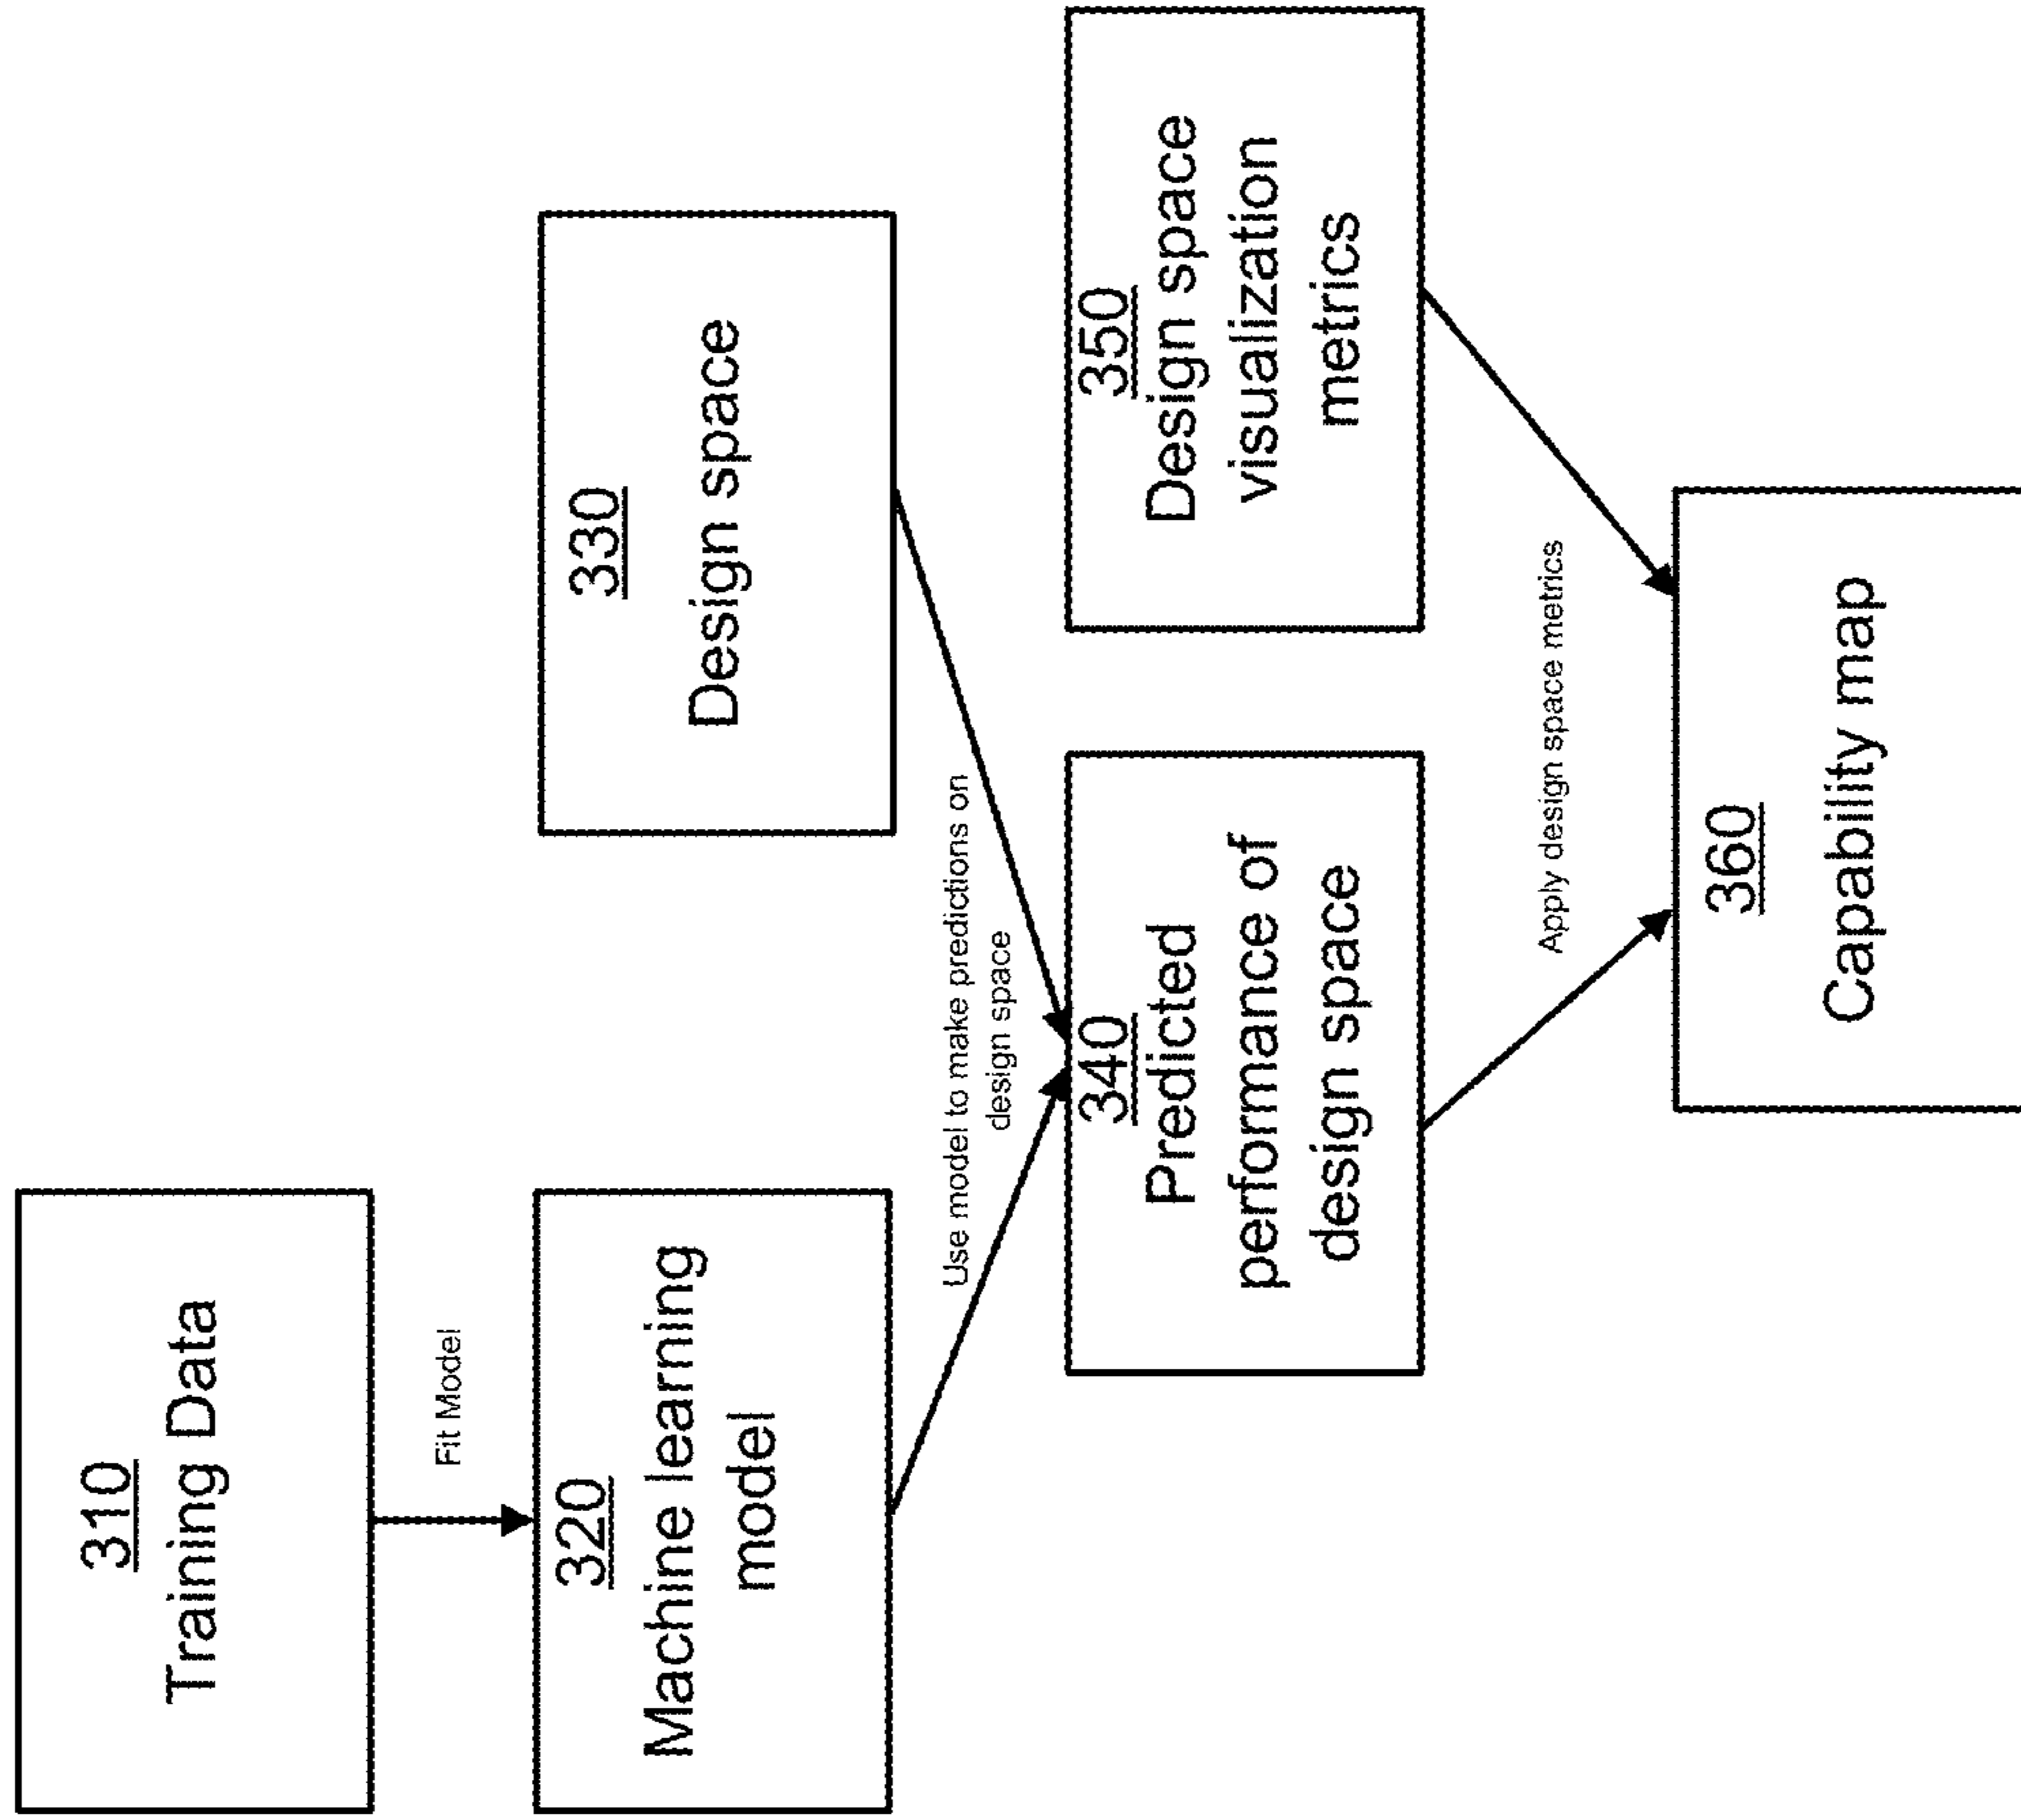 310
Training Data
Fit Model
320
Machine learning
model
330
Design space
Use model to make predictions on
design space
340
Predicted
performance of
design space
350
Design space
visualization
metrics
Apply design space metrics
360
Capability map